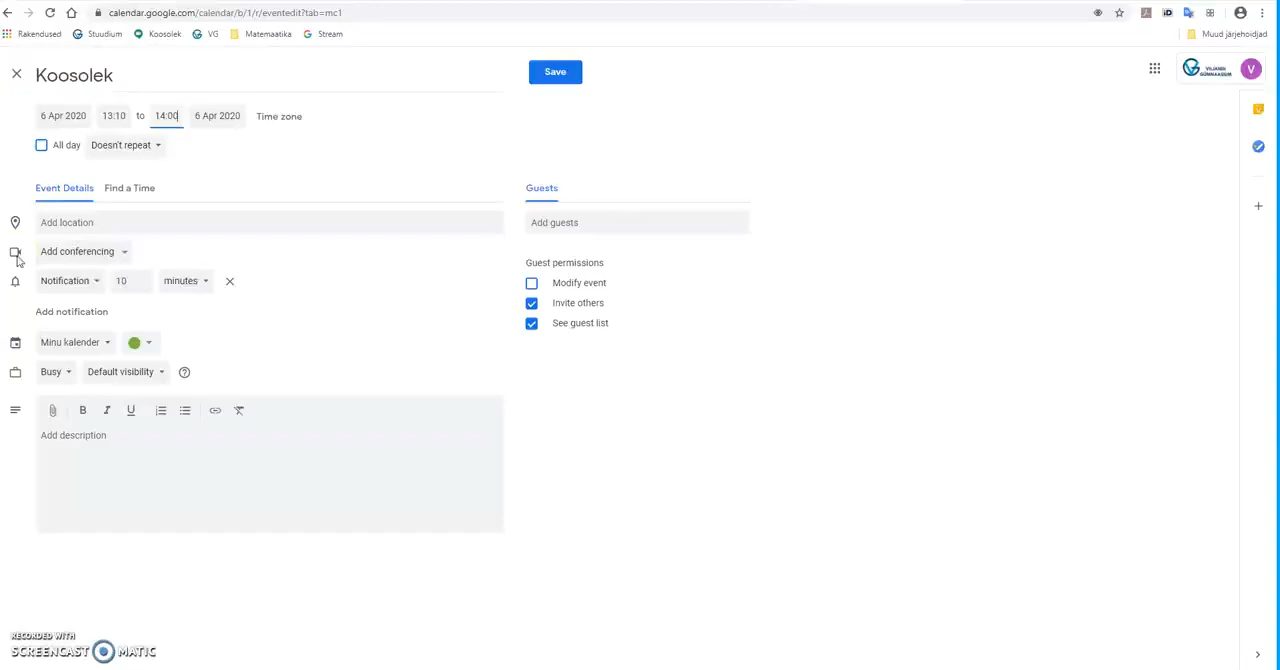 calendar.google.com/calendar/b/1/r/eventedit?tab=mc1
Rakendused Stuudium Koosolek VG Matemaatika Stream Muud järjehoidjad
Koosolek Save VILJANDI GÜMNAASIUM V
6 Apr 2020 13:10 to 14:00 6 Apr 2020 Time zone
All day Doesn't repeat
Event Details Find a Time Guests
Add location Add guests
Add conferencing
Guest permissions
Notification 10 minutes Modify event
Invite others
Add notification
See guest list
Minu kalender
Busy Default visibility
B I U
Add description
RECORDED WITH
SCREENCAST MATIC